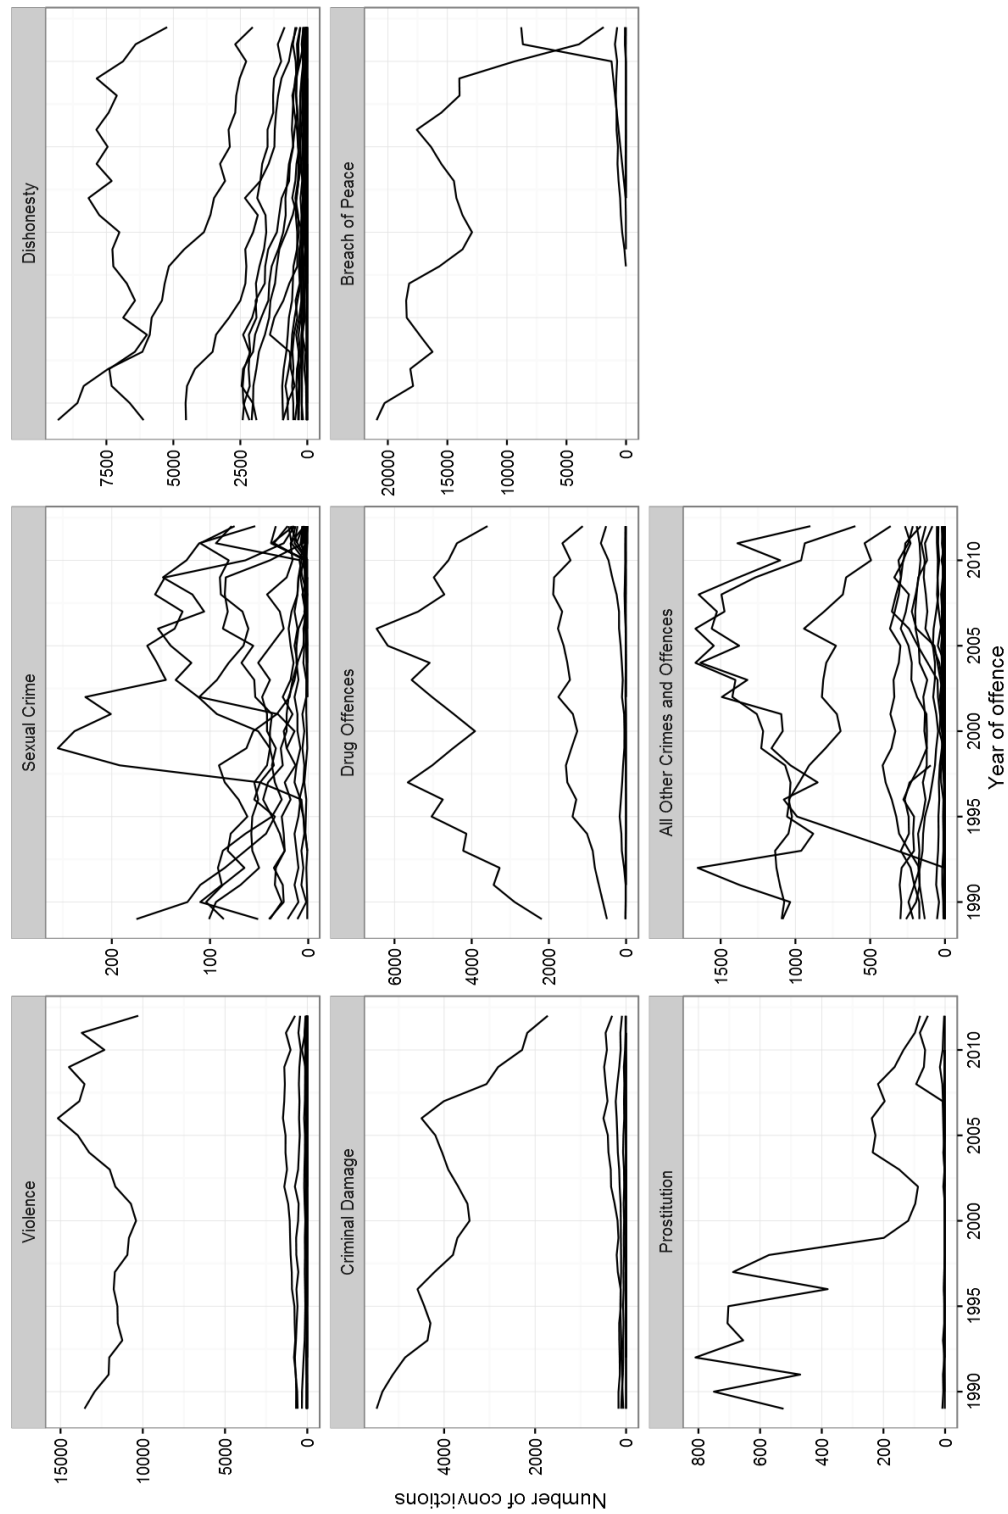 Violence
15000
10000
5000
0
Sexual Crime
200
100
0
Dishonesty
7500
5000
2500
0
Criminal Damage
4000
2000
0
Drug Offences
6000
4000
2000
0
Breach of Peace
20000
15000
10000
5000
0
Prostitution
800
600
400
200
0
1990 1995 2000 2005 2010
All Other Crimes and Offences
1500
1000
500
0
1990 1995 2000 2005 2010
Year of offence
Number of convictions